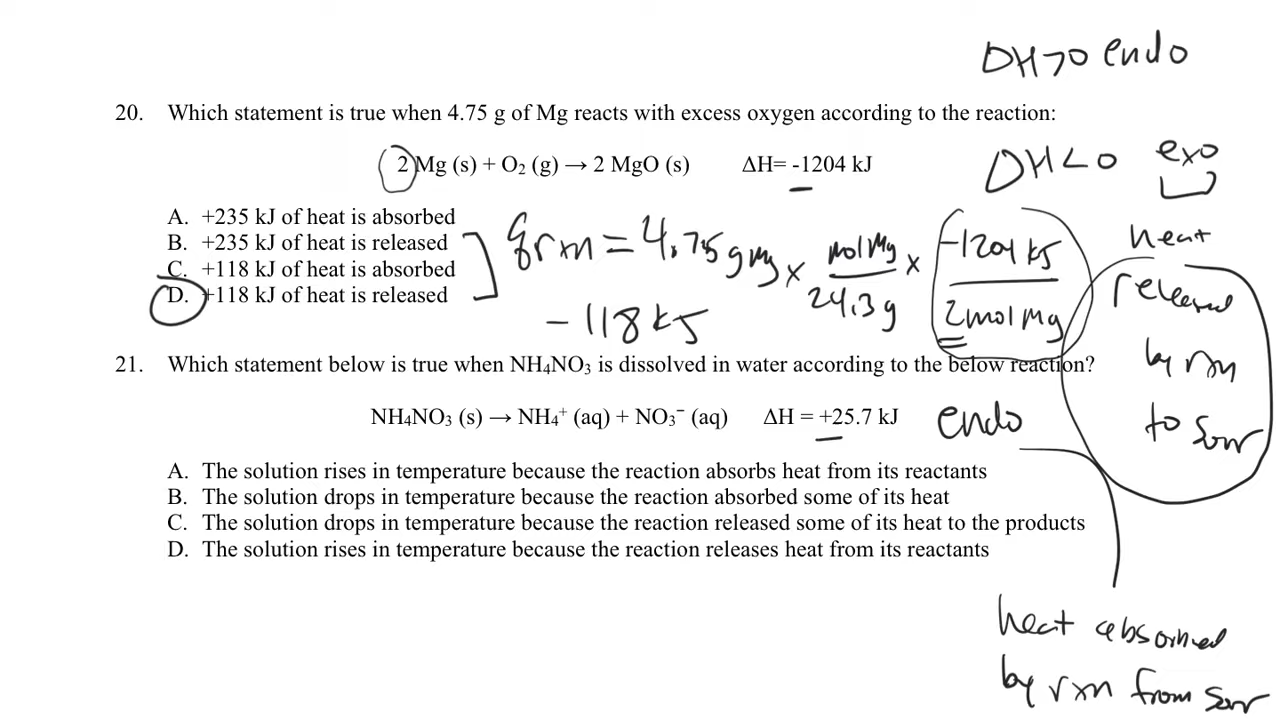 ΔH>0 endo
20. Which statement is true when 4.75 g of Mg reacts with excess oxygen according to the reaction:
2 Mg (s) + O₂ (g) → 2 MgO (s) ΔH= -1204 kJ
ΔH<0 exo
A. +235 kJ of heat is absorbed
B. +235 kJ of heat is released
C. +118 kJ of heat is absorbed
D. +118 kJ of heat is released
qrxn = 4.75 g Mg × mol Mg / 24.3 g × -1204 kJ / 2 mol Mg
-118 kJ
heat
released
by rxn
to surr
21. Which statement below is true when NH₄NO₃ is dissolved in water according to the below reaction?
NH₄NO₃ (s) → NH₄⁺ (aq) + NO₃⁻ (aq) ΔH = +25.7 kJ
endo
A. The solution rises in temperature because the reaction absorbs heat from its reactants
B. The solution drops in temperature because the reaction absorbed some of its heat
C. The solution drops in temperature because the reaction released some of its heat to the products
D. The solution rises in temperature because the reaction releases heat from its reactants
heat absorbed
by rxn from surr